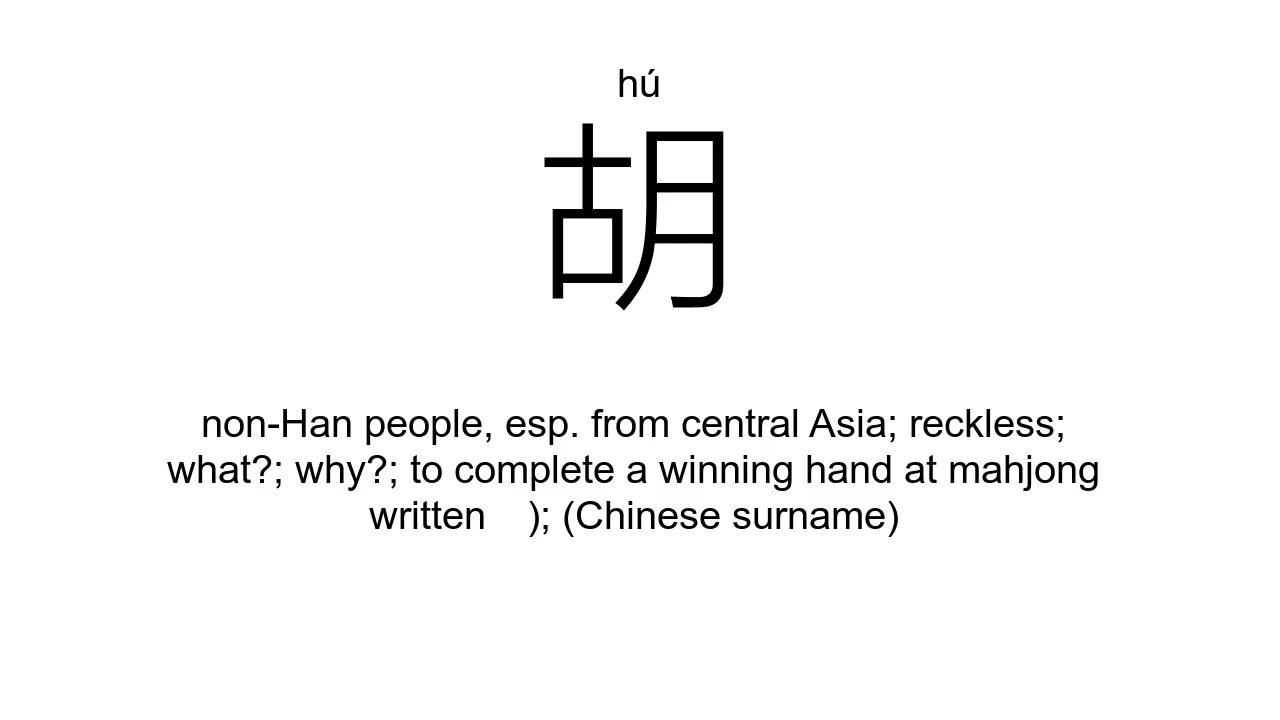 hú
胡
non-Han people, esp. from central Asia; reckless;
what?; why?; to complete a winning hand at mahjong
written ); (Chinese surname)